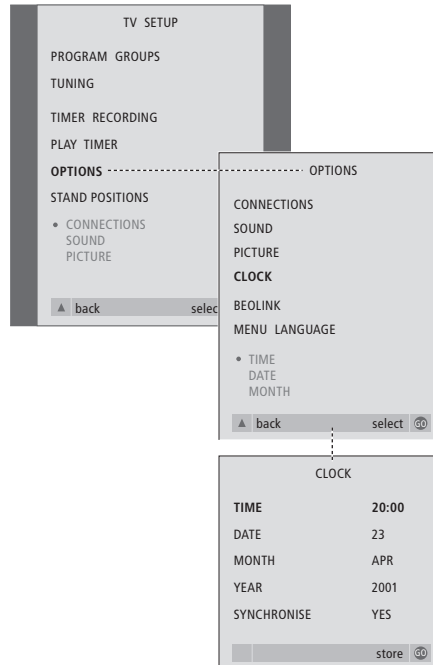 TV SETUP
PROGRAM GROUPS
TUNING
TIMER RECORDING
PLAY TIMER
OPTIONS
STAND POSITIONS
• CONNECTIONS
SOUND
PICTURE
▲ back selec
OPTIONS
CONNECTIONS
SOUND
PICTURE
CLOCK
BEOLINK
MENU LANGUAGE
• TIME
DATE
MONTH
▲ back select GO
CLOCK
TIME 20:00
DATE 23
MONTH APR
YEAR 2001
SYNCHRONISE YES
store GO